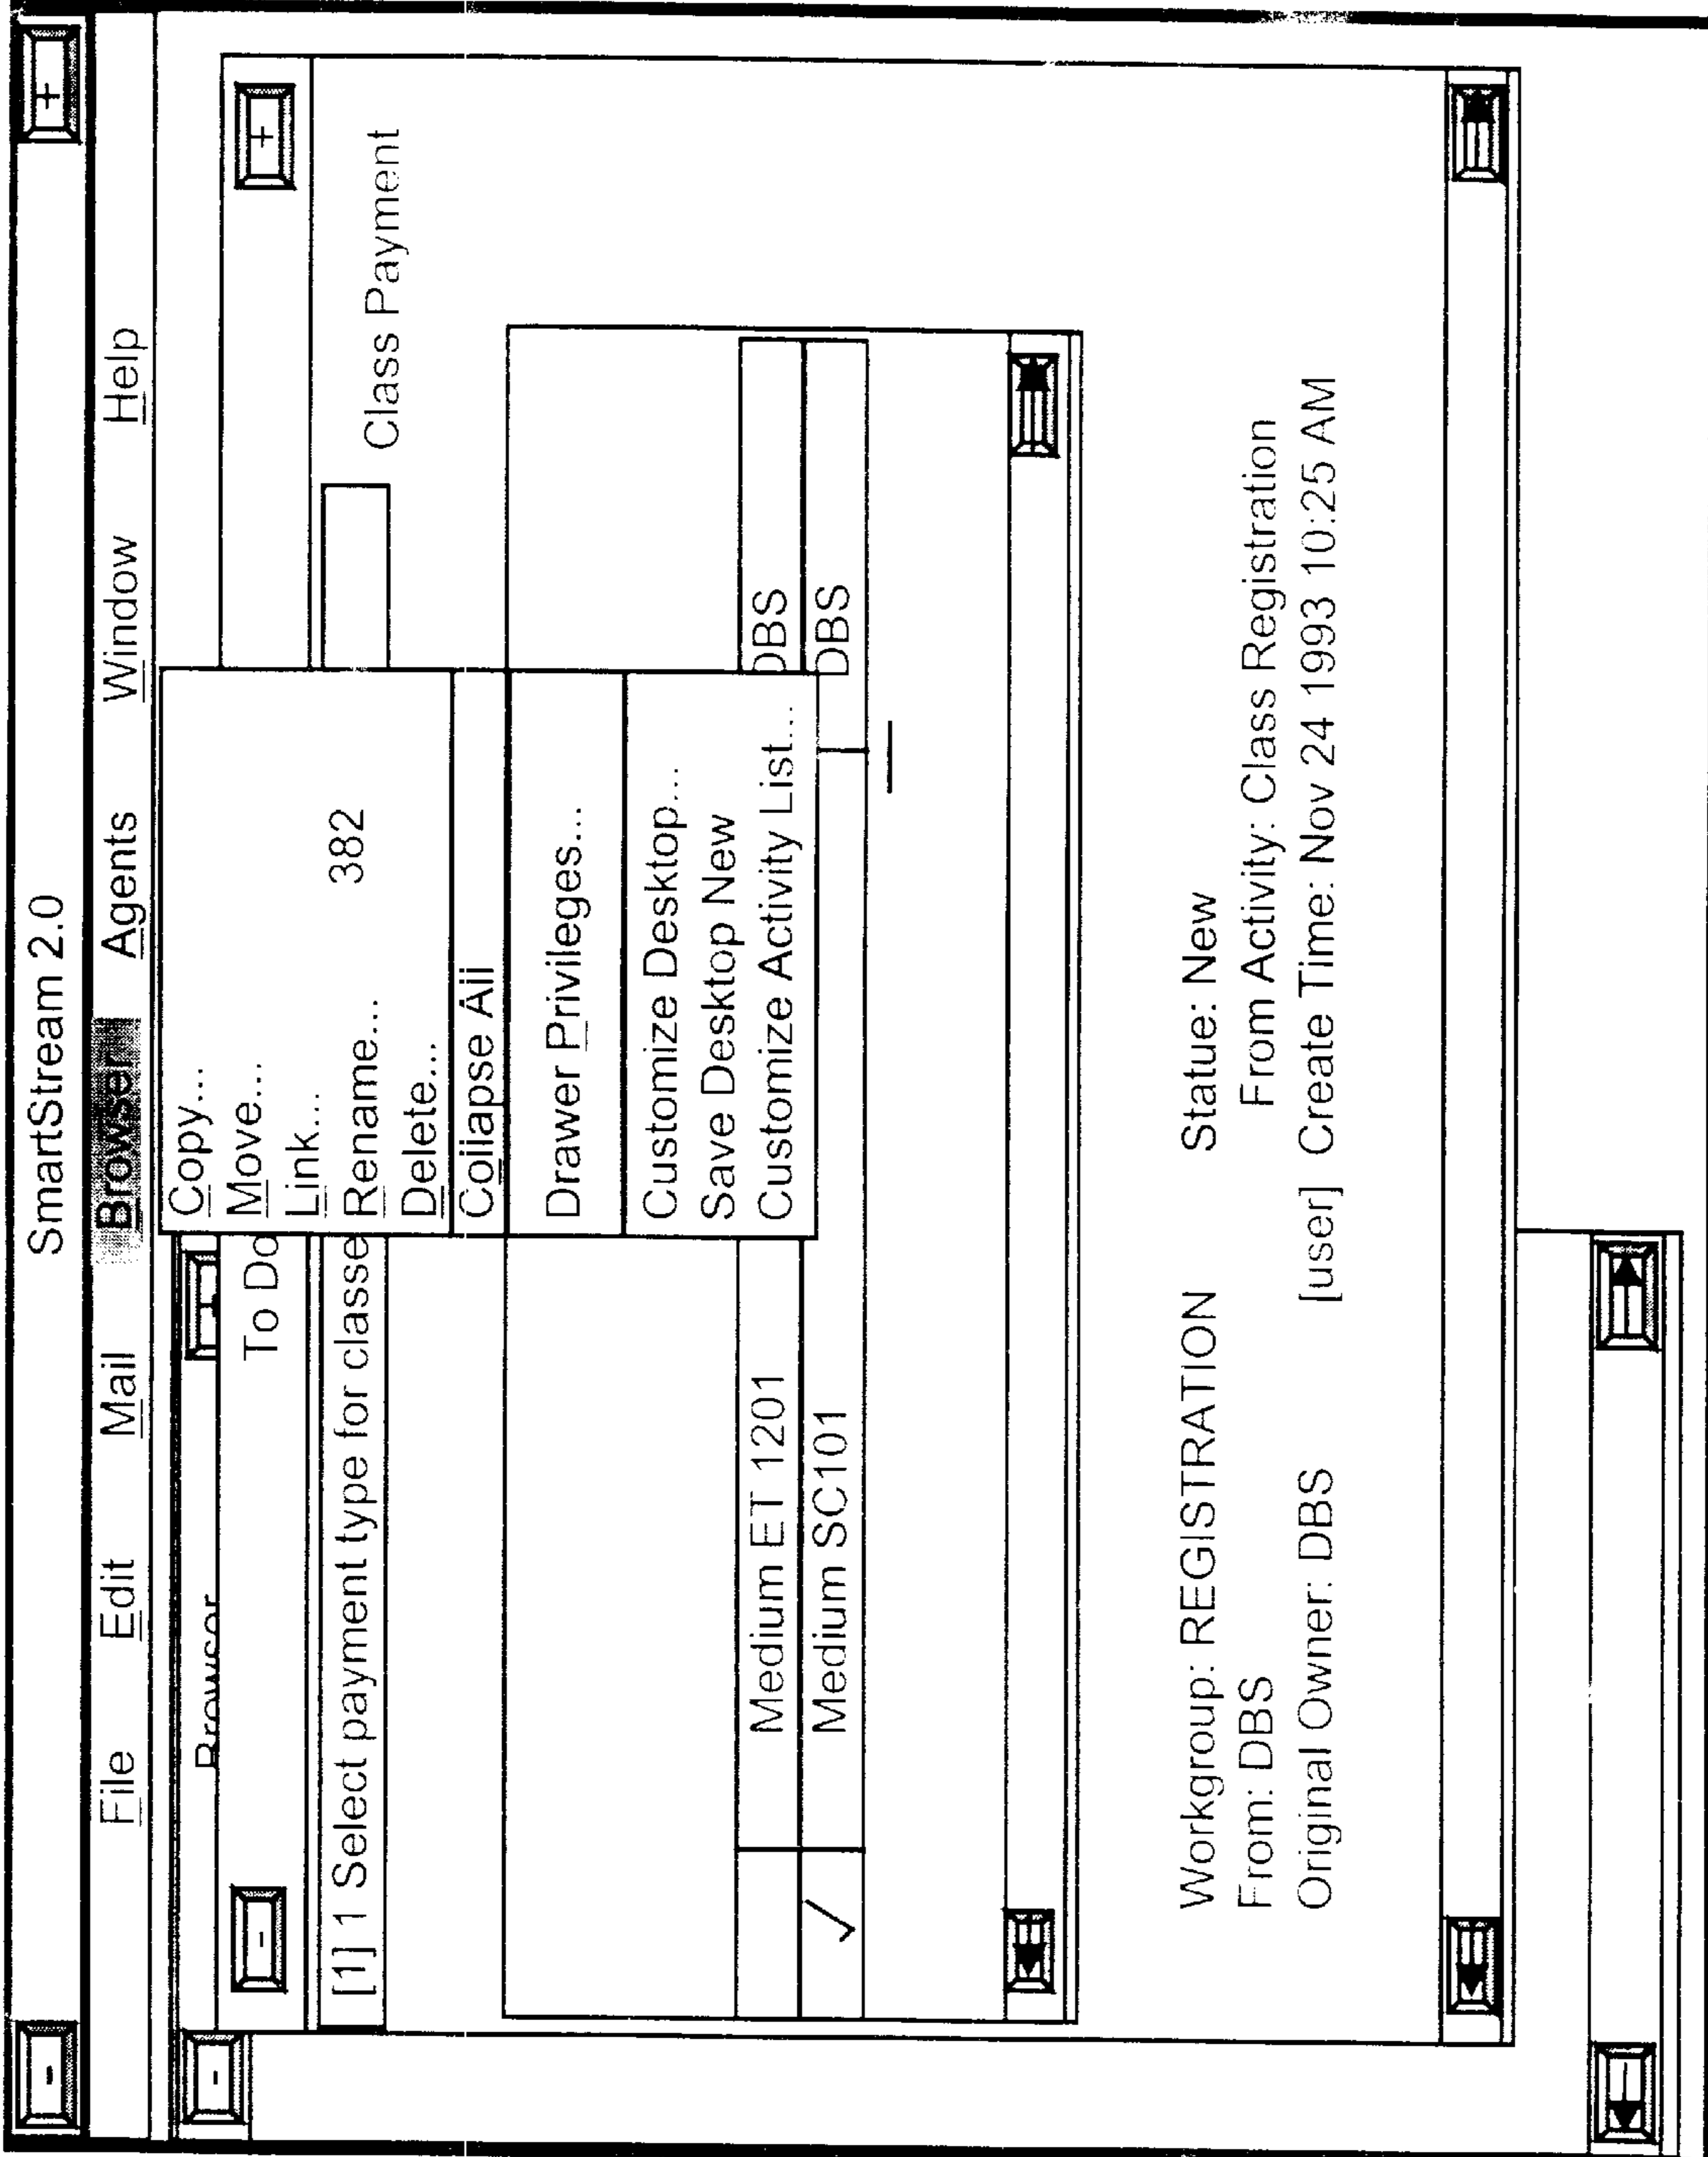 SmartStream 2.0
File Edit Mail Browser Agents Window Help
Browser
Copy...
Move...
Link...
Rename... 382
Delete...
Collapse All
Drawer Privileges...
Customize Desktop...
Save Desktop New
Customize Activity List...
To Do
[1] 1 Select payment type for classe
Class Payment
Medium ET 1201 DBS
✓ Medium SC101 DBS
Workgroup: REGISTRATION Statue: New
From: DBS From Activity: Class Registration
Original Owner: DBS [user] Create Time: Nov 24 1993 10:25 AM